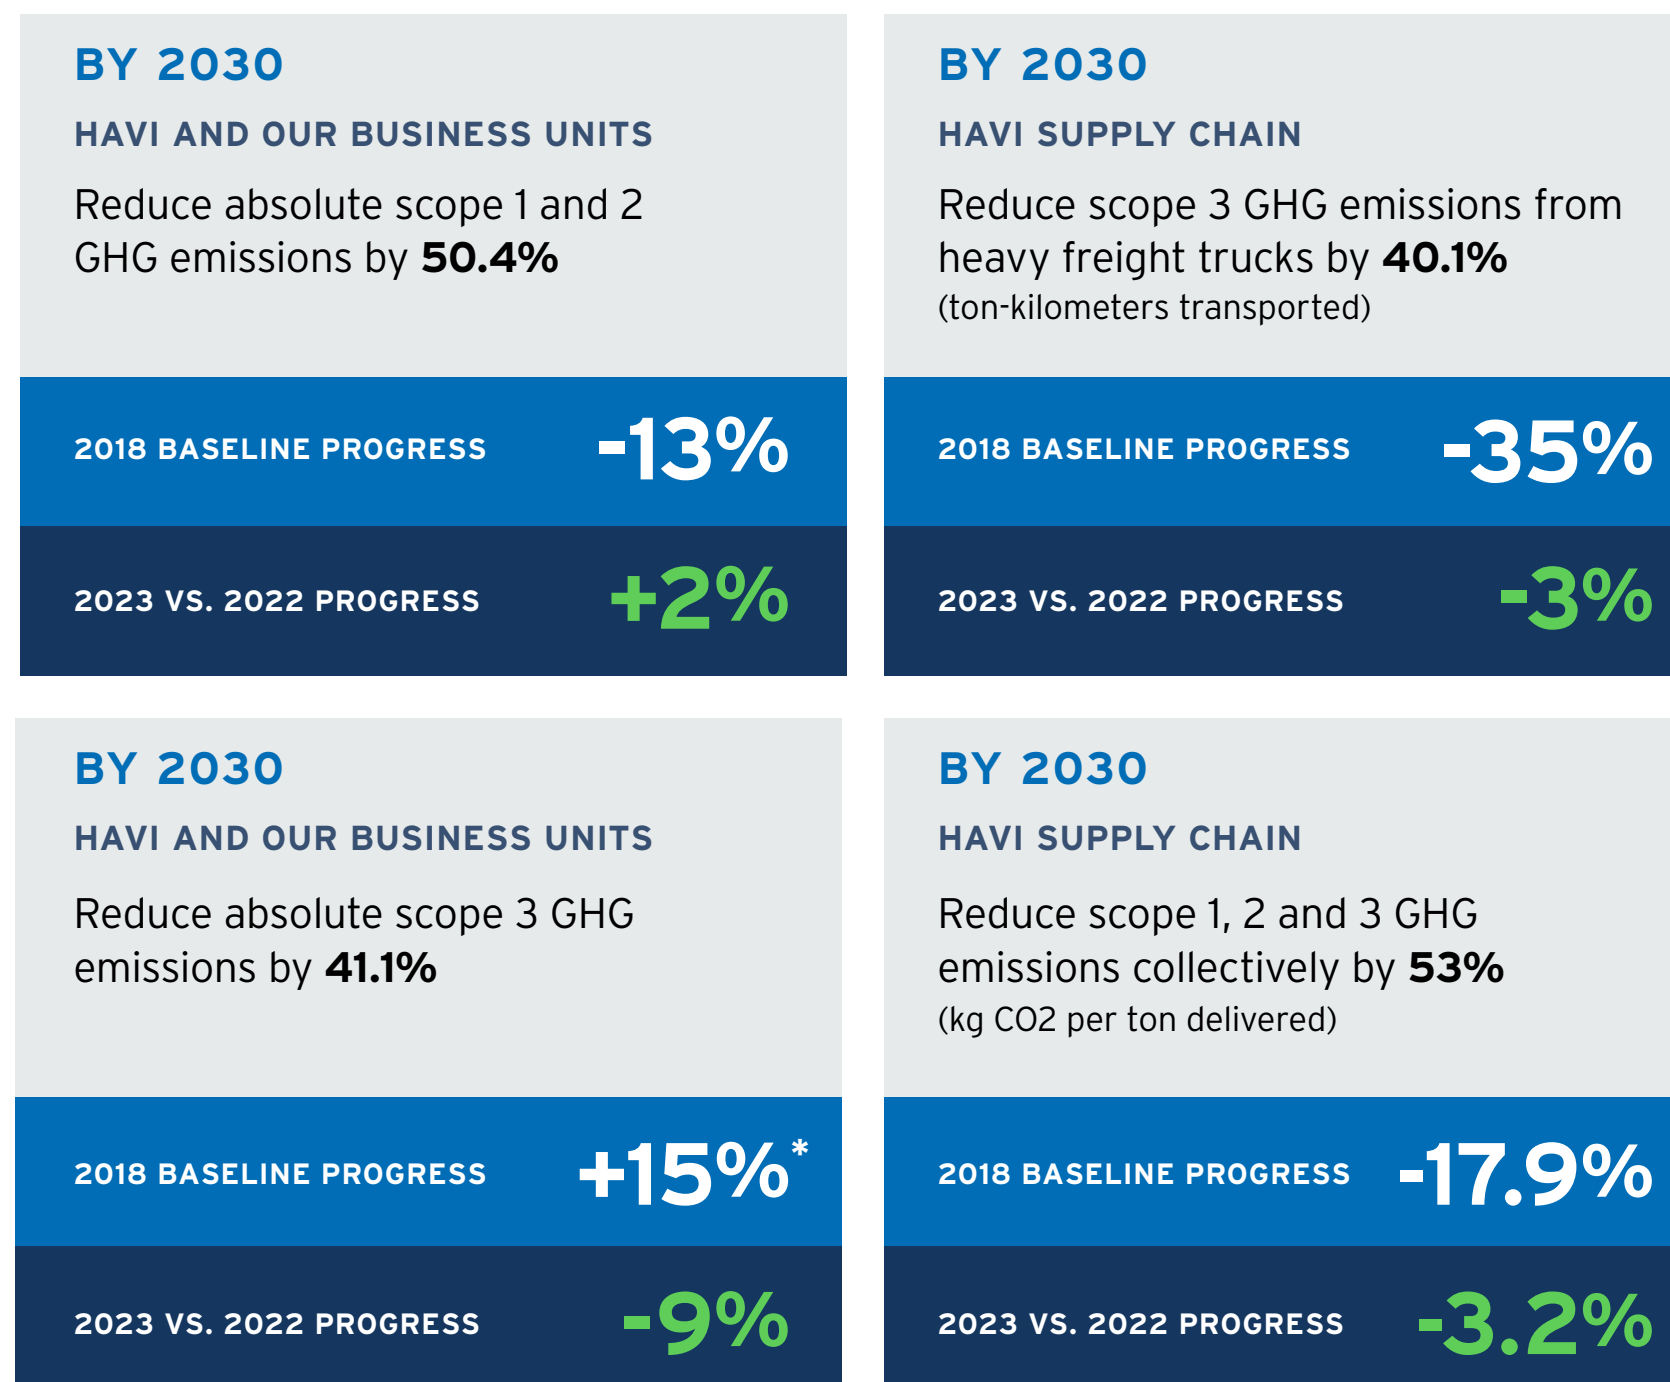 BY 2030
HAVI AND OUR BUSINESS UNITS
Reduce absolute scope 1 and 2
GHG emissions by 50.4%
2018 BASELINE PROGRESS -13%
2023 VS. 2022 PROGRESS +2%
BY 2030
HAVI SUPPLY CHAIN
Reduce scope 3 GHG emissions from
heavy freight trucks by 40.1%
(ton-kilometers transported)
2018 BASELINE PROGRESS -35%
2023 VS. 2022 PROGRESS -3%
BY 2030
HAVI AND OUR BUSINESS UNITS
Reduce absolute scope 3 GHG
emissions by 41.1%
2018 BASELINE PROGRESS +15%*
2023 VS. 2022 PROGRESS -9%
BY 2030
HAVI SUPPLY CHAIN
Reduce scope 1, 2 and 3 GHG
emissions collectively by 53%
(kg CO2 per ton delivered)
2018 BASELINE PROGRESS -17.9%
2023 VS. 2022 PROGRESS -3.2%